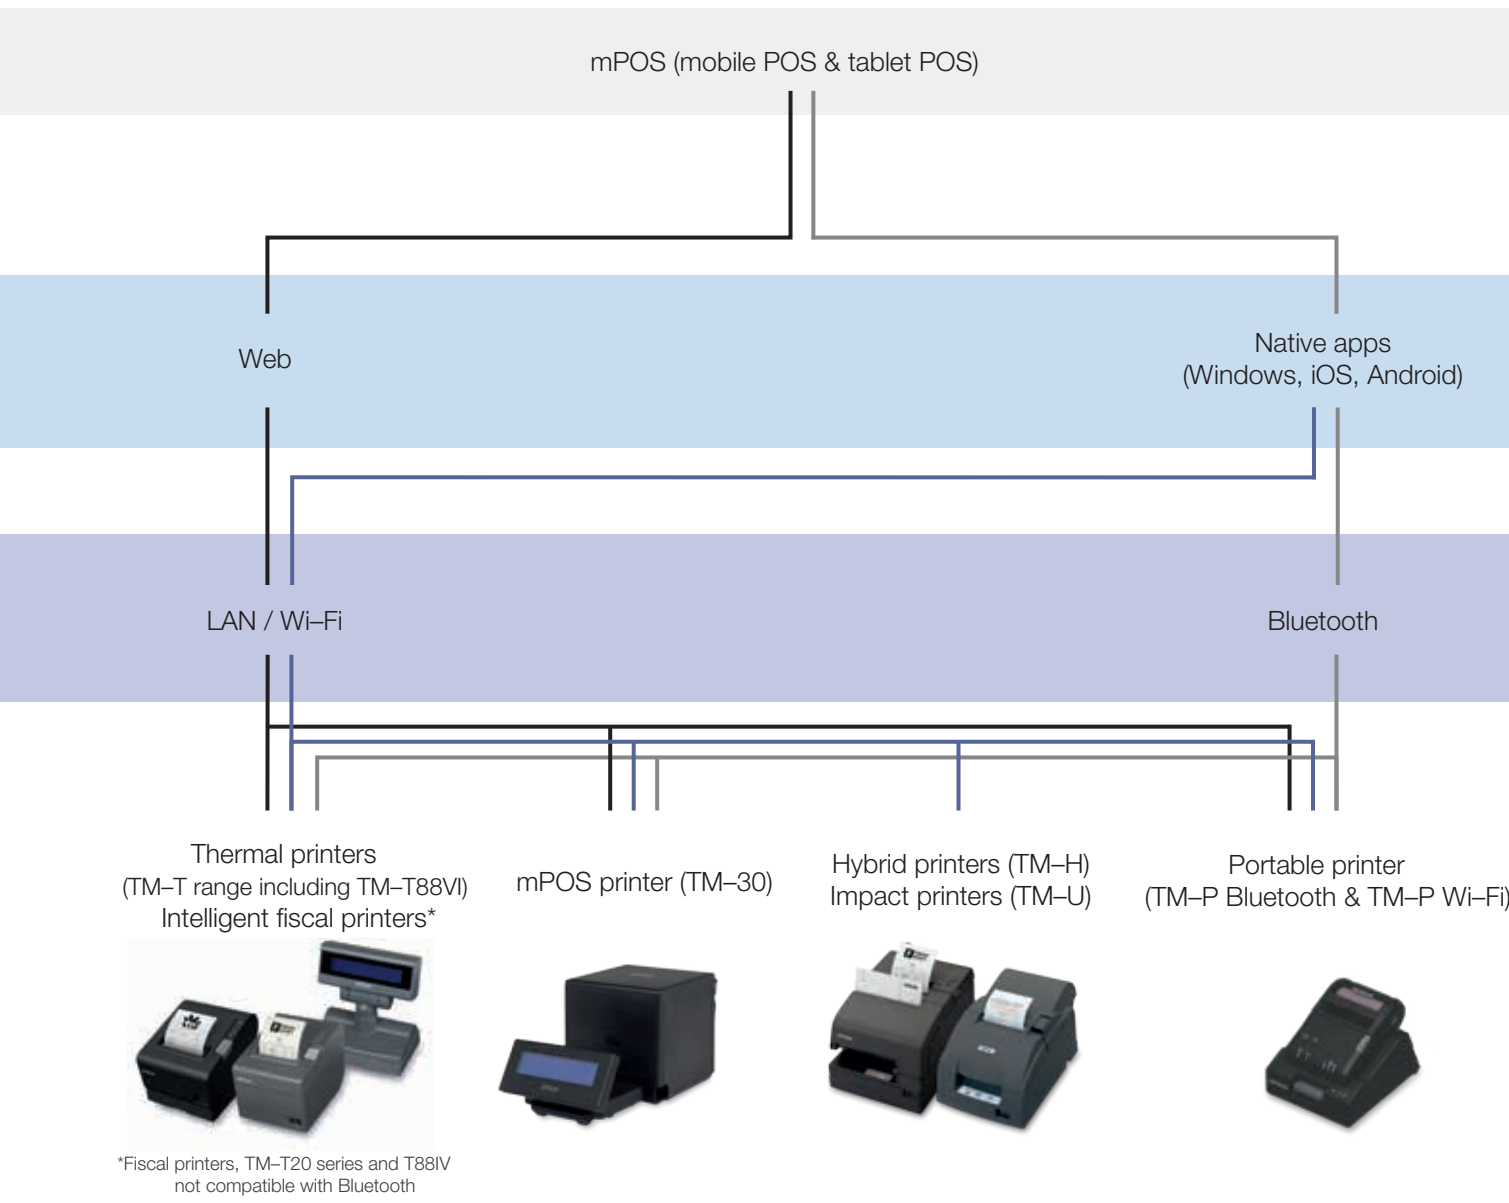 mPOS (mobile POS & tablet POS)
Web
Native apps
(Windows, iOS, Android)
LAN / Wi–Fi
Bluetooth
Thermal printers
(TM–T range including TM–T88VI)
Intelligent fiscal printers*
mPOS printer (TM–30)
Hybrid printers (TM–H)
Impact printers (TM–U)
Portable printer
(TM–P Bluetooth & TM–P Wi–Fi)
*Fiscal printers, TM–T20 series and T88IV
not compatible with Bluetooth